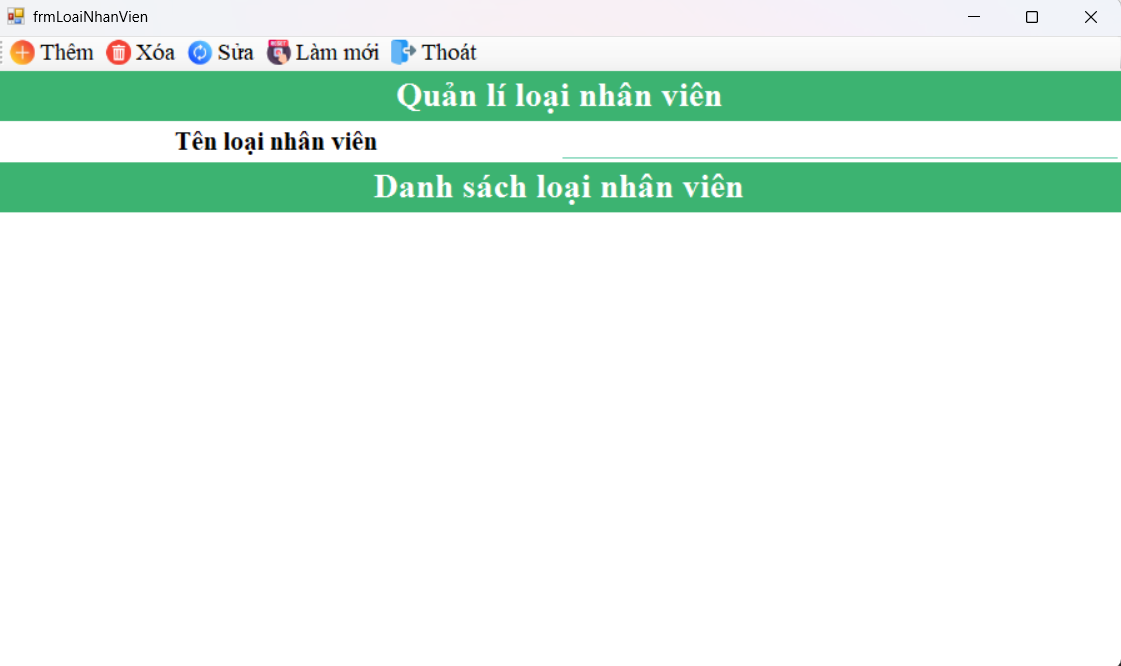 frmLoaiNhanVien
Thêm Xóa Sửa Làm mới Thoát
Quản lí loại nhân viên
Tên loại nhân viên
Danh sách loại nhân viên